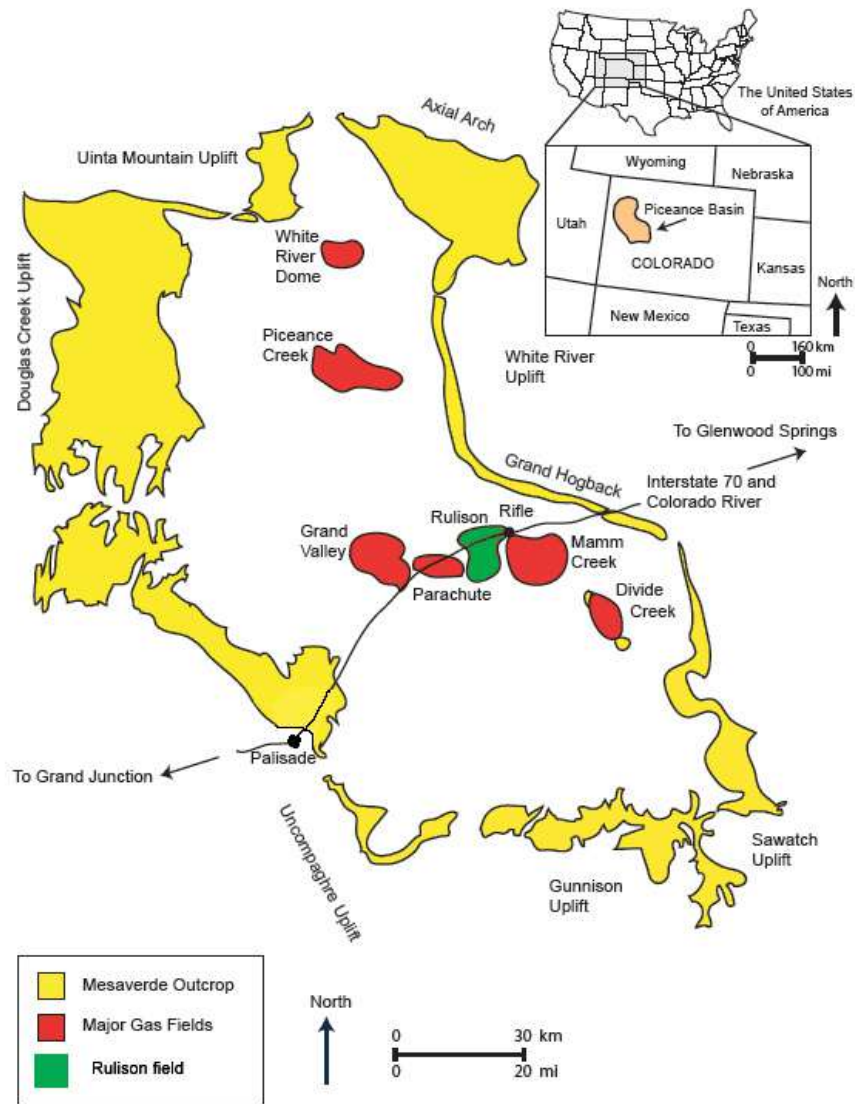 The United States
of America
Axial Arch
Uinta Mountain Uplift
Wyoming
Nebraska
Utah
Piceance Basin
COLORADO
Kansas
New Mexico
Texas
North
0 160 km
0 100 mi
White
River
Dome
Douglas Creek Uplift
Piceance
Creek
White River
Uplift
To Glenwood Springs
Grand Hogback
Interstate 70 and
Colorado River
Grand
Valley
Rulison
Rifle
Mamm
Creek
Parachute
Divide
Creek
Palisade
To Grand Junction
Uncompaghre Uplift
Sawatch
Uplift
Gunnison
Uplift
Mesaverde Outcrop
Major Gas Fields
Rulison field
North
0 30 km
0 20 mi